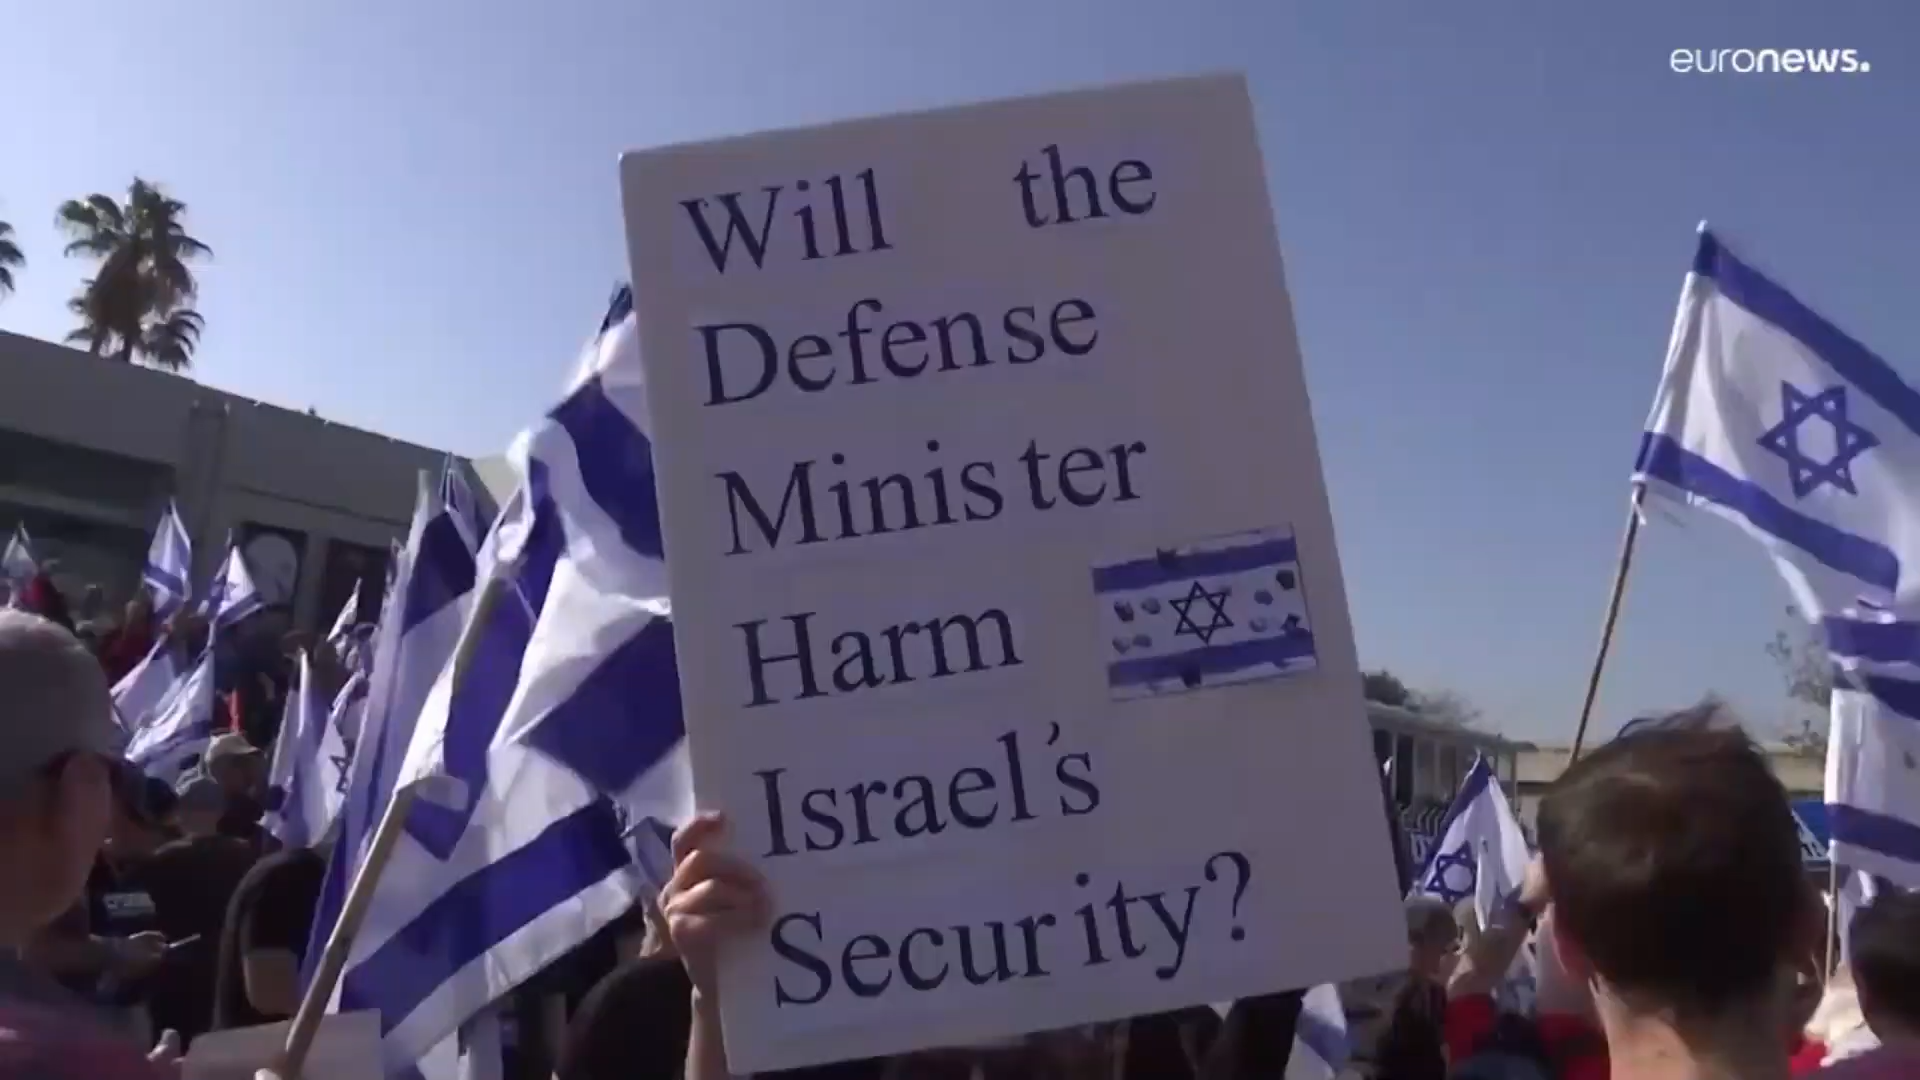 euronews.
Will the
Defense
Minister
Harm
Israel's
Security?